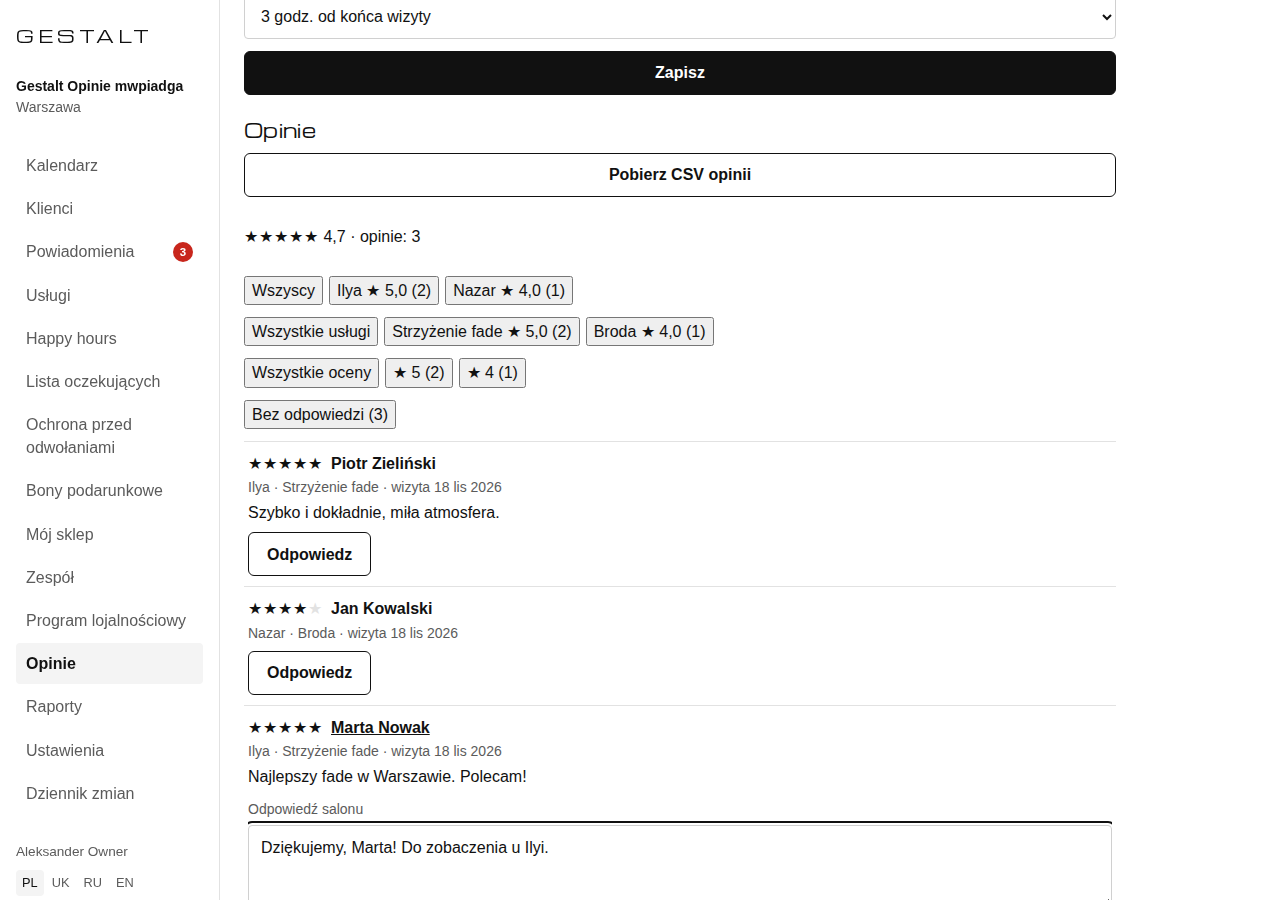 GESTALT
Gestalt Opinie mwpiadga
Warszawa
Kalendarz
Klienci
Powiadomienia 3
Usługi
Happy hours
Lista oczekujących
Ochrona przed
odwołaniami
Bony podarunkowe
Mój sklep
Zespół
Program lojalnościowy
Opinie
Raporty
Ustawienia
Dziennik zmian
Aleksander Owner
PL UK RU EN
3 godz. od końca wizyty
Zapisz
Opinie
Pobierz CSV opinii
★★★★★ 4,7 · opinie: 3
Wszyscy Ilya ★ 5,0 (2) Nazar ★ 4,0 (1)
Wszystkie usługi Strzyżenie fade ★ 5,0 (2) Broda ★ 4,0 (1)
Wszystkie oceny ★ 5 (2) ★ 4 (1)
Bez odpowiedzi (3)
★★★★★ Piotr Zieliński
Ilya · Strzyżenie fade · wizyta 18 lis 2026
Szybko i dokładnie, miła atmosfera.
Odpowiedz
★★★★★ Jan Kowalski
Nazar · Broda · wizyta 18 lis 2026
Odpowiedz
★★★★★ Marta Nowak
Ilya · Strzyżenie fade · wizyta 18 lis 2026
Najlepszy fade w Warszawie. Polecam!
Odpowiedź salonu
Dziękujemy, Marta! Do zobaczenia u Ilyi.